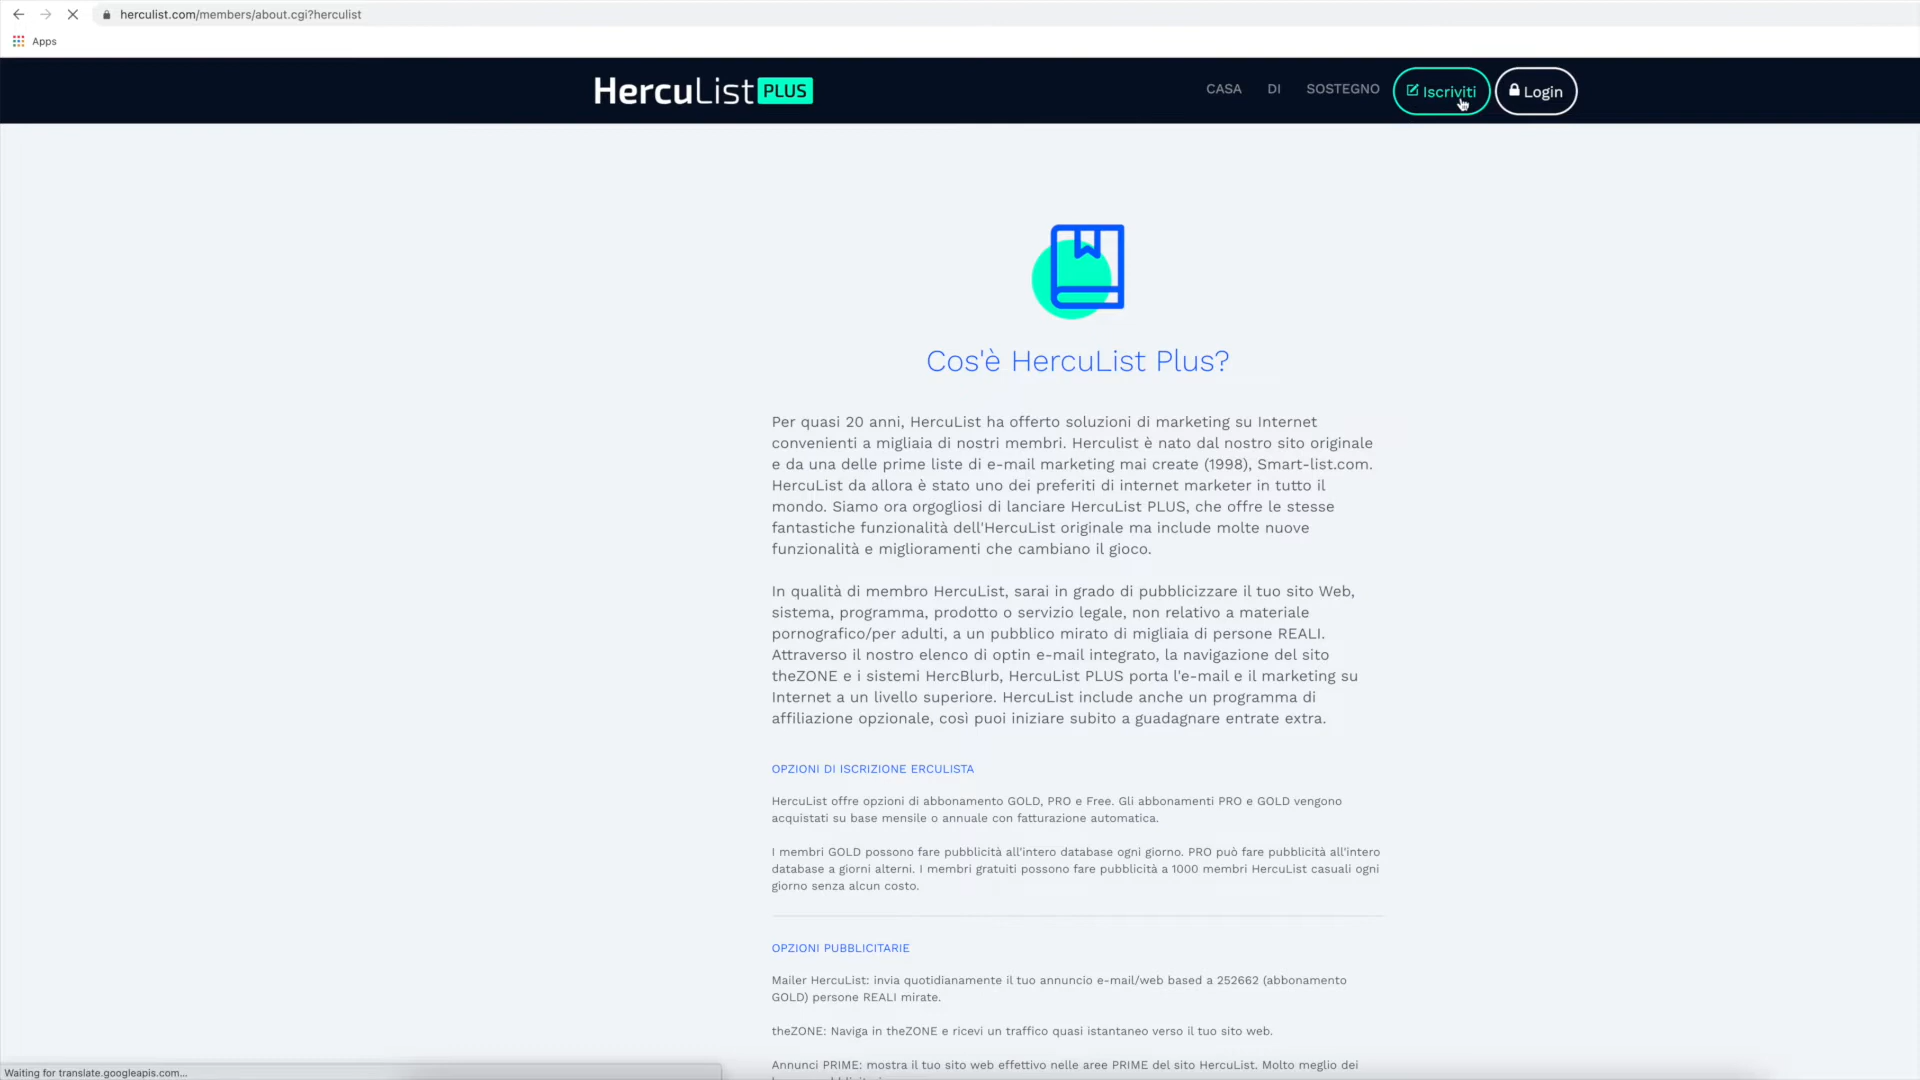 herculist.com/members/about.cgi?herculist
Apps
HercuList PLUS
CASA
DI
SOSTEGNO
Iscriviti
Login
Cos'è HercuList Plus?
Per quasi 20 anni, HercuList ha offerto soluzioni di marketing su Internet
convenienti a migliaia di nostri membri. Herculist è nato dal nostro sito originale
e da una delle prime liste di e-mail marketing mai create (1998), Smart-list.com.
HercuList da allora è stato uno dei preferiti di internet marketer in tutto il
mondo. Siamo ora orgogliosi di lanciare HercuList PLUS, che offre le stesse
fantastiche funzionalità dell'HercuList originale ma include molte nuove
funzionalità e miglioramenti che cambiano il gioco.
In qualità di membro HercuList, sarai in grado di pubblicizzare il tuo sito Web,
sistema, programma, prodotto o servizio legale, non relativo a materiale
pornografico/per adulti, a un pubblico mirato di migliaia di persone REALI.
Attraverso il nostro elenco di optin e-mail integrato, la navigazione del sito
theZONE e i sistemi HercBlurb, HercuList PLUS porta l'e-mail e il marketing su
Internet a un livello superiore. HercuList include anche un programma di
affiliazione opzionale, così puoi iniziare subito a guadagnare entrate extra.
OPZIONI DI ISCRIZIONE ERCULISTA
HercuList offre opzioni di abbonamento GOLD, PRO e Free. Gli abbonamenti PRO e GOLD vengono
acquistati su base mensile o annuale con fatturazione automatica.
I membri GOLD possono fare pubblicità all'intero database ogni giorno. PRO può fare pubblicità all'intero
database a giorni alterni. I membri gratuiti possono fare pubblicità a 1000 membri HercuList casuali ogni
giorno senza alcun costo.
OPZIONI PUBBLICITARIE
Mailer HercuList: invia quotidianamente il tuo annuncio e-mail/web based a 252662 (abbonamento
GOLD) persone REALI mirate.
theZONE: Naviga in theZONE e ricevi un traffico quasi istantaneo verso il tuo sito web.
Annunci PRIME: mostra il tuo sito web effettivo nelle aree PRIME del sito HercuList. Molto meglio dei
Waiting for translate.googleapis.com...